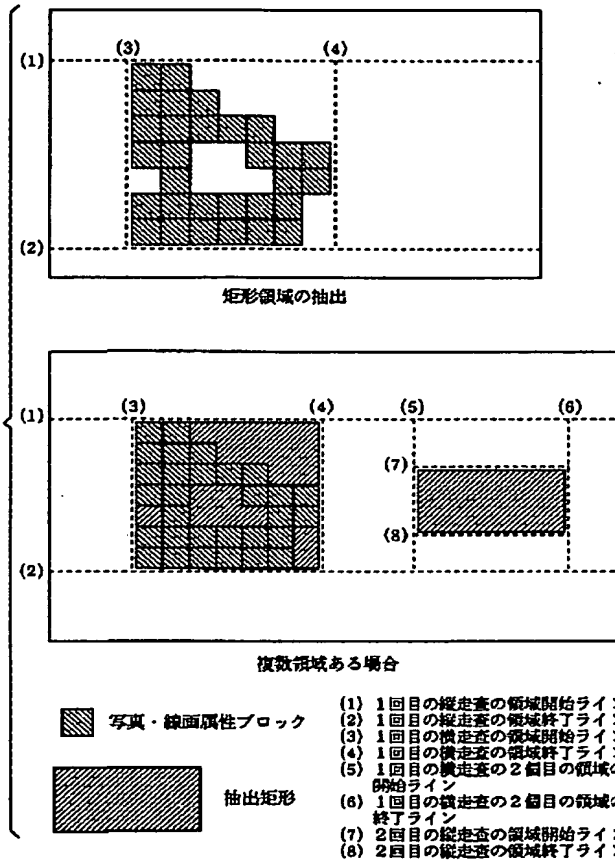 (3) (4)
(1)
(2)
矩形領域の抽出
(3) (4) (5) (6)
(1)
(7)
(8)
(2)
複数領域ある場合
写真・線画属性ブロック
抽出矩形
(1) 1回目の縦走査の領域開始ライ
(2) 1回目の縦走査の領域終了ライ
(3) 1回目の横走査の領域開始ライ
(4) 1回目の横走査の領域終了ライ
(5) 1回目の横走査の2個目の領域の
開始ライン
(6) 1回目の横走査の2個目の領域の
終了ライン
(7) 2回目の縦走査の領域開始ライ
(8) 2回目の縦走査の領域終了ライ